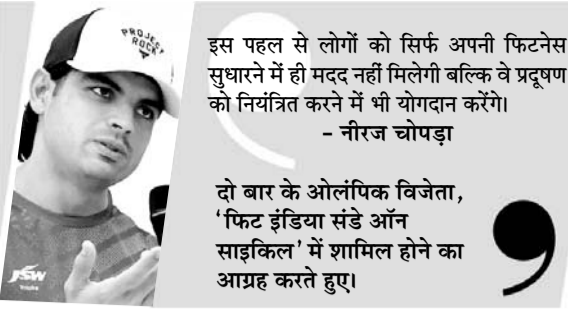 PROJECT
ROCK
JSW
इस पहल से लोगों को सिर्फ अपनी फिटनेस
सुधारने में ही मदद नहीं मिलेगी बल्कि वे प्रदूषण
को नियंत्रित करने में भी योगदान करेंगे।
- नीरज चोपड़ा
दो बार के ओलंपिक विजेता,
‘फिट इंडिया संडे ऑन
साइकिल’ में शामिल होने का
आग्रह करते हुए।